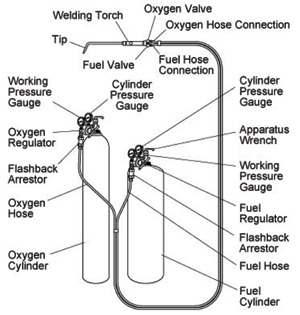 Oxygen Valve
Welding Torch
Oxygen Hose Connection
Tip
Fuel Valve
Fuel Hose
Connection
Working
Pressure
Gauge
Cylinder
Pressure
Gauge
Oxygen
Regulator
Flashback
Arrestor
Oxygen
Hose
Oxygen
Cylinder
Cylinder
Pressure
Gauge
Apparatus
Wrench
Working
Pressure
Gauge
Fuel
Regulator
Flashback
Arrestor
Fuel Hose
Fuel
Cylinder